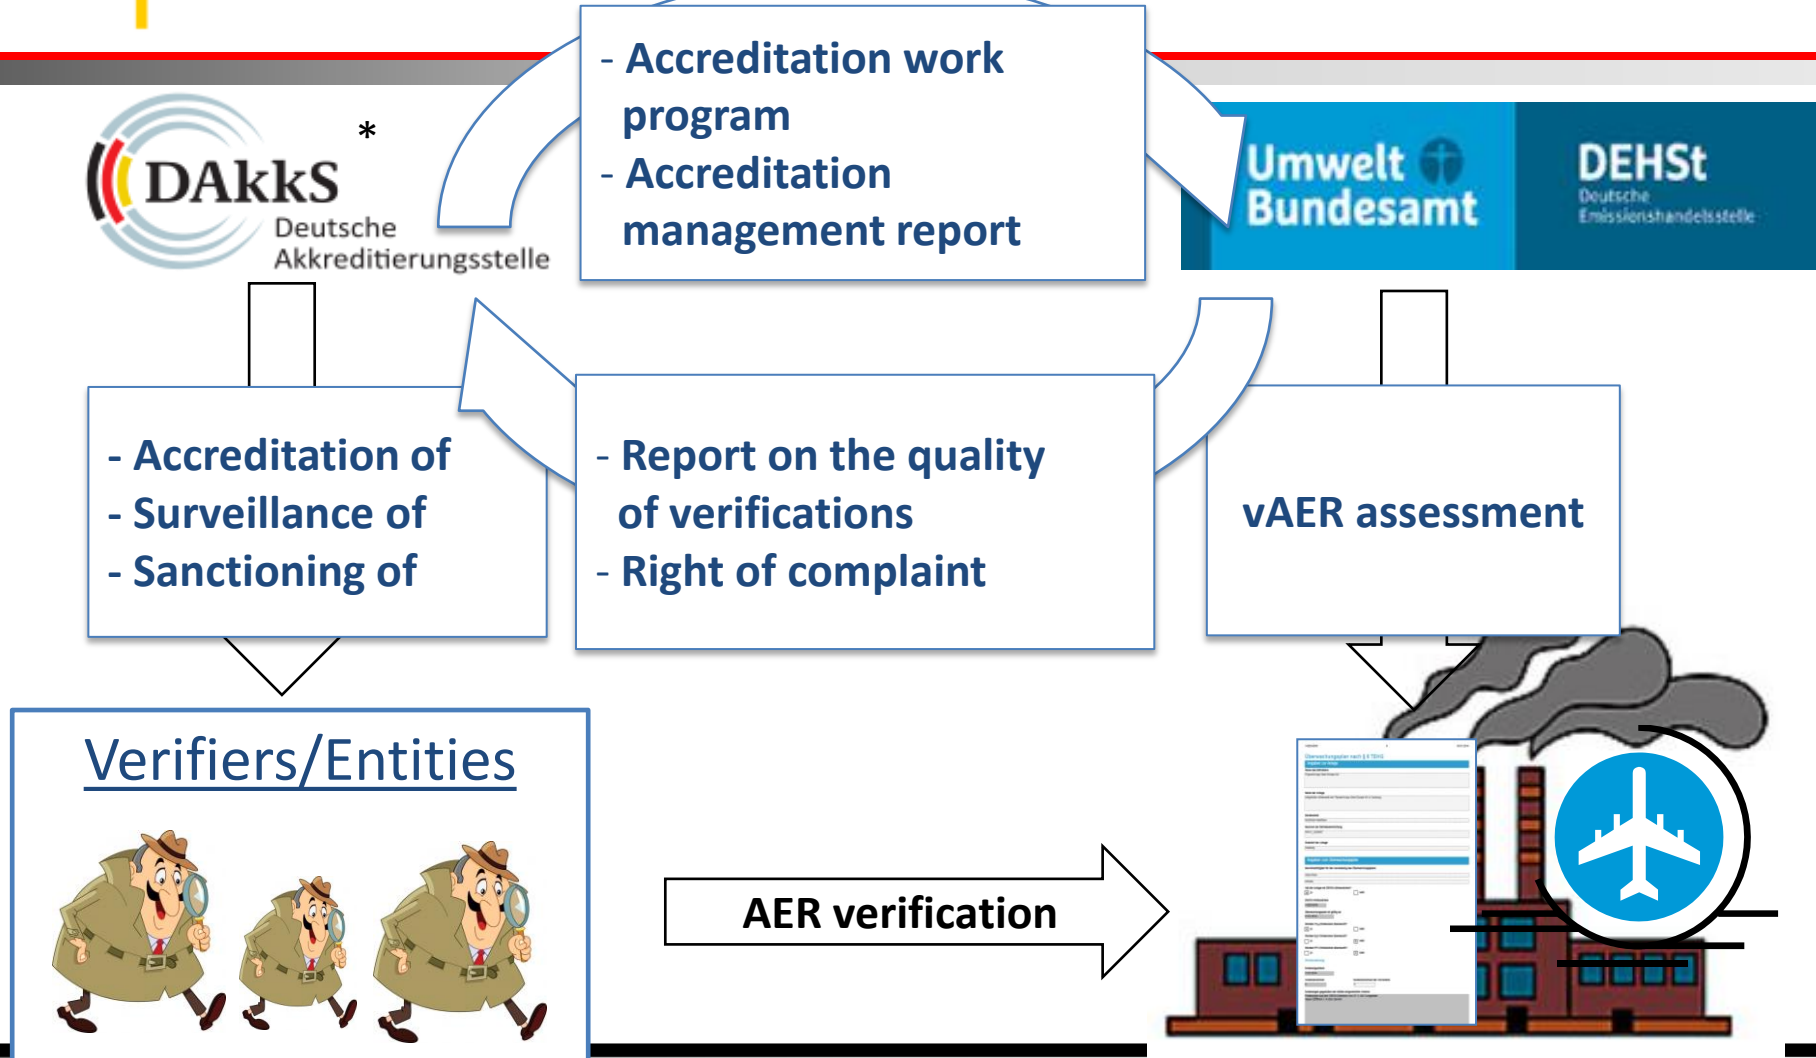 - Accreditation work
program
- Accreditation
management report
*
DAkkS
Deutsche
Akkreditierungsstelle
Umwelt
Bundesamt
DEHSt
Deutsche
Emissionshandelsstelle
- Accreditation of
- Surveillance of
- Sanctioning of
- Report on the quality
of verifications
- Right of complaint
vAER assessment
Verifiers/Entities
AER verification